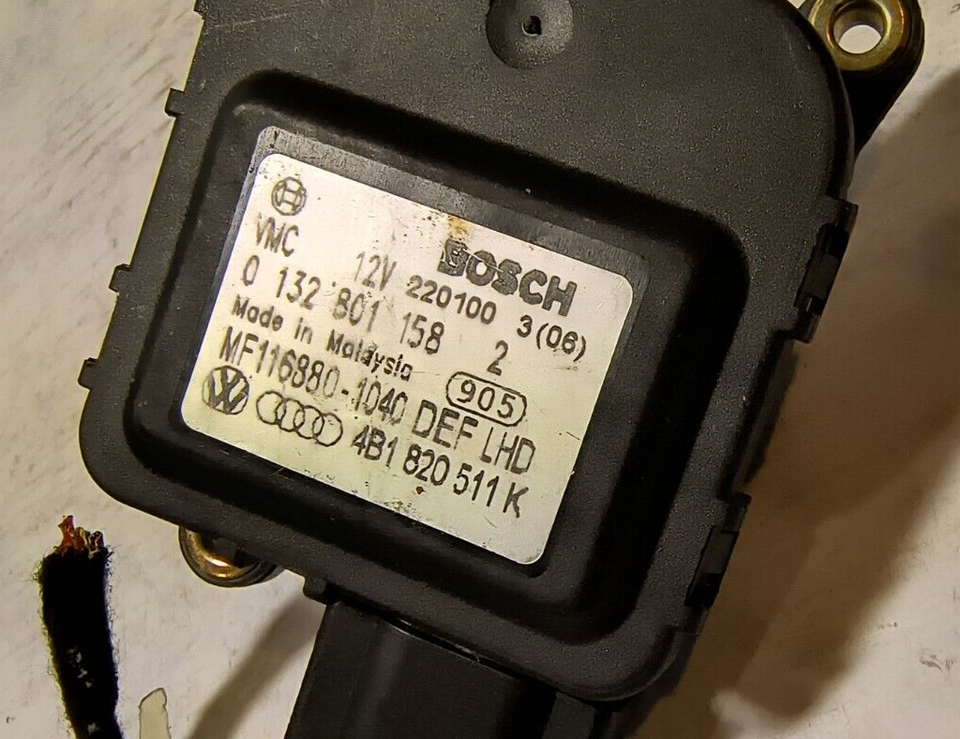 BOSCH
VMC 12V 220100 3(06)
0 132 801 158 2
Made in Malaysia 905
MF116880-1040 DEF LHD
4B1 820 511 K